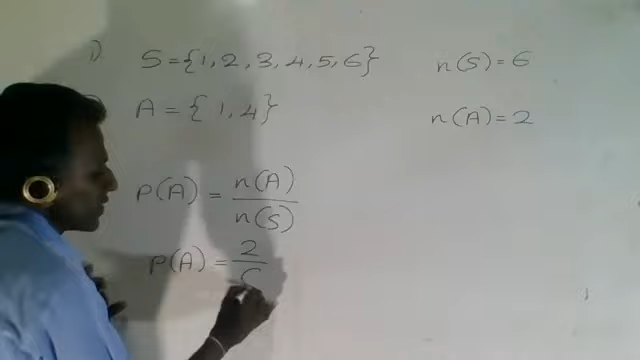 1) S = {1, 2, 3, 4, 5, 6} n(S) = 6
A = { 1, 4 } n(A) = 2
P(A) = n(A) / n(S)
P(A) = 2 /